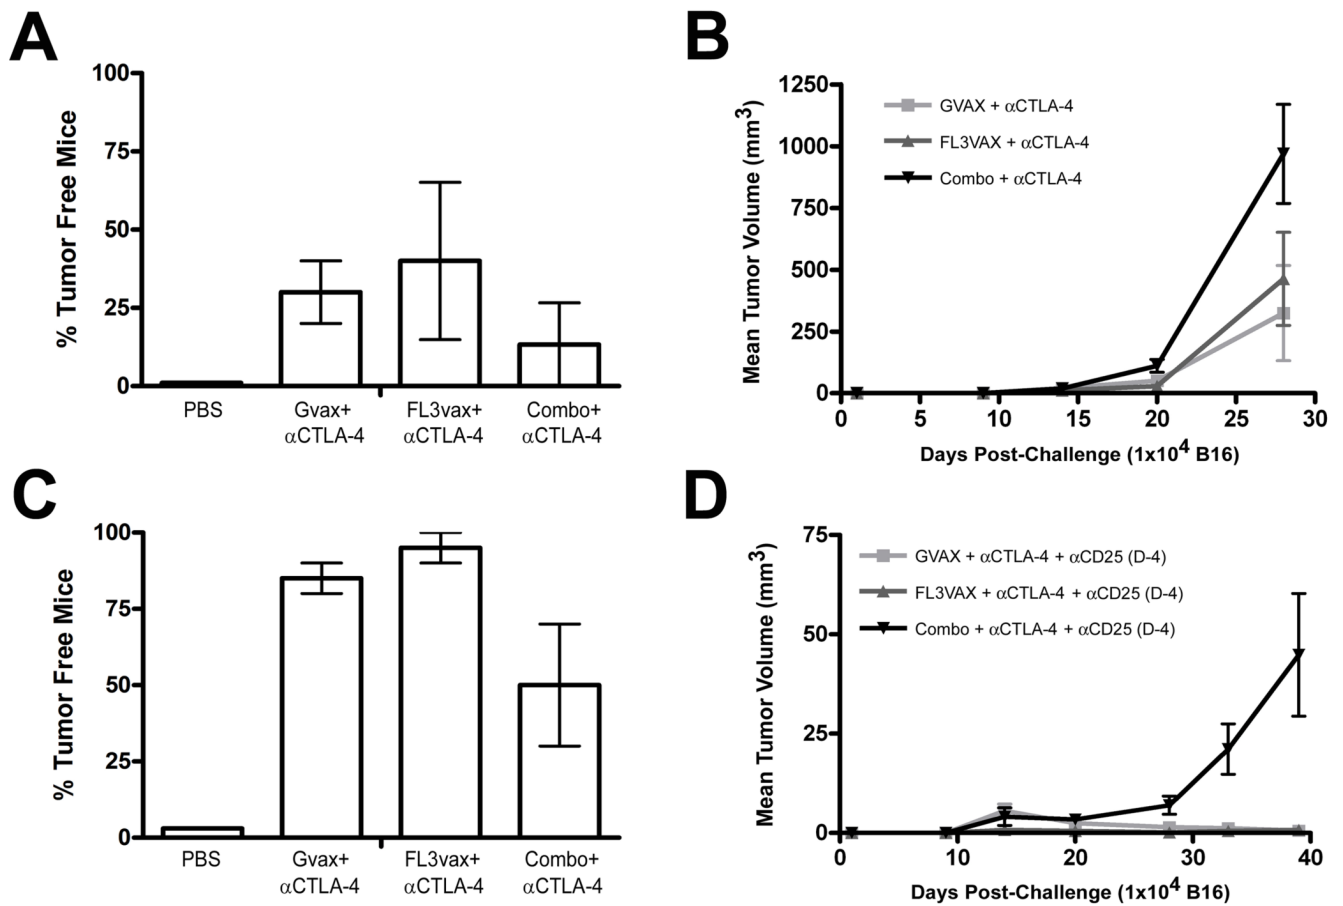 A
% Tumor Free Mice
100
75
50
25
0
PBS
Gvax+
αCTLA-4
FL3vax+
αCTLA-4
Combo+
αCTLA-4
B
Mean Tumor Volume (mm³)
1250
1000
750
500
250
0
GVAX + αCTLA-4
FL3VAX + αCTLA-4
Combo + αCTLA-4
0 5 10 15 20 25 30
Days Post-Challenge (1x10⁴ B16)
C
% Tumor Free Mice
100
75
50
25
0
PBS
Gvax+
αCTLA-4
FL3vax+
αCTLA-4
Combo+
αCTLA-4
D
Mean Tumor Volume (mm³)
75
50
25
0
GVAX + αCTLA-4 + αCD25 (D-4)
FL3VAX + αCTLA-4 + αCD25 (D-4)
Combo + αCTLA-4 + αCD25 (D-4)
0 10 20 30 40
Days Post-Challenge (1x10⁴ B16)